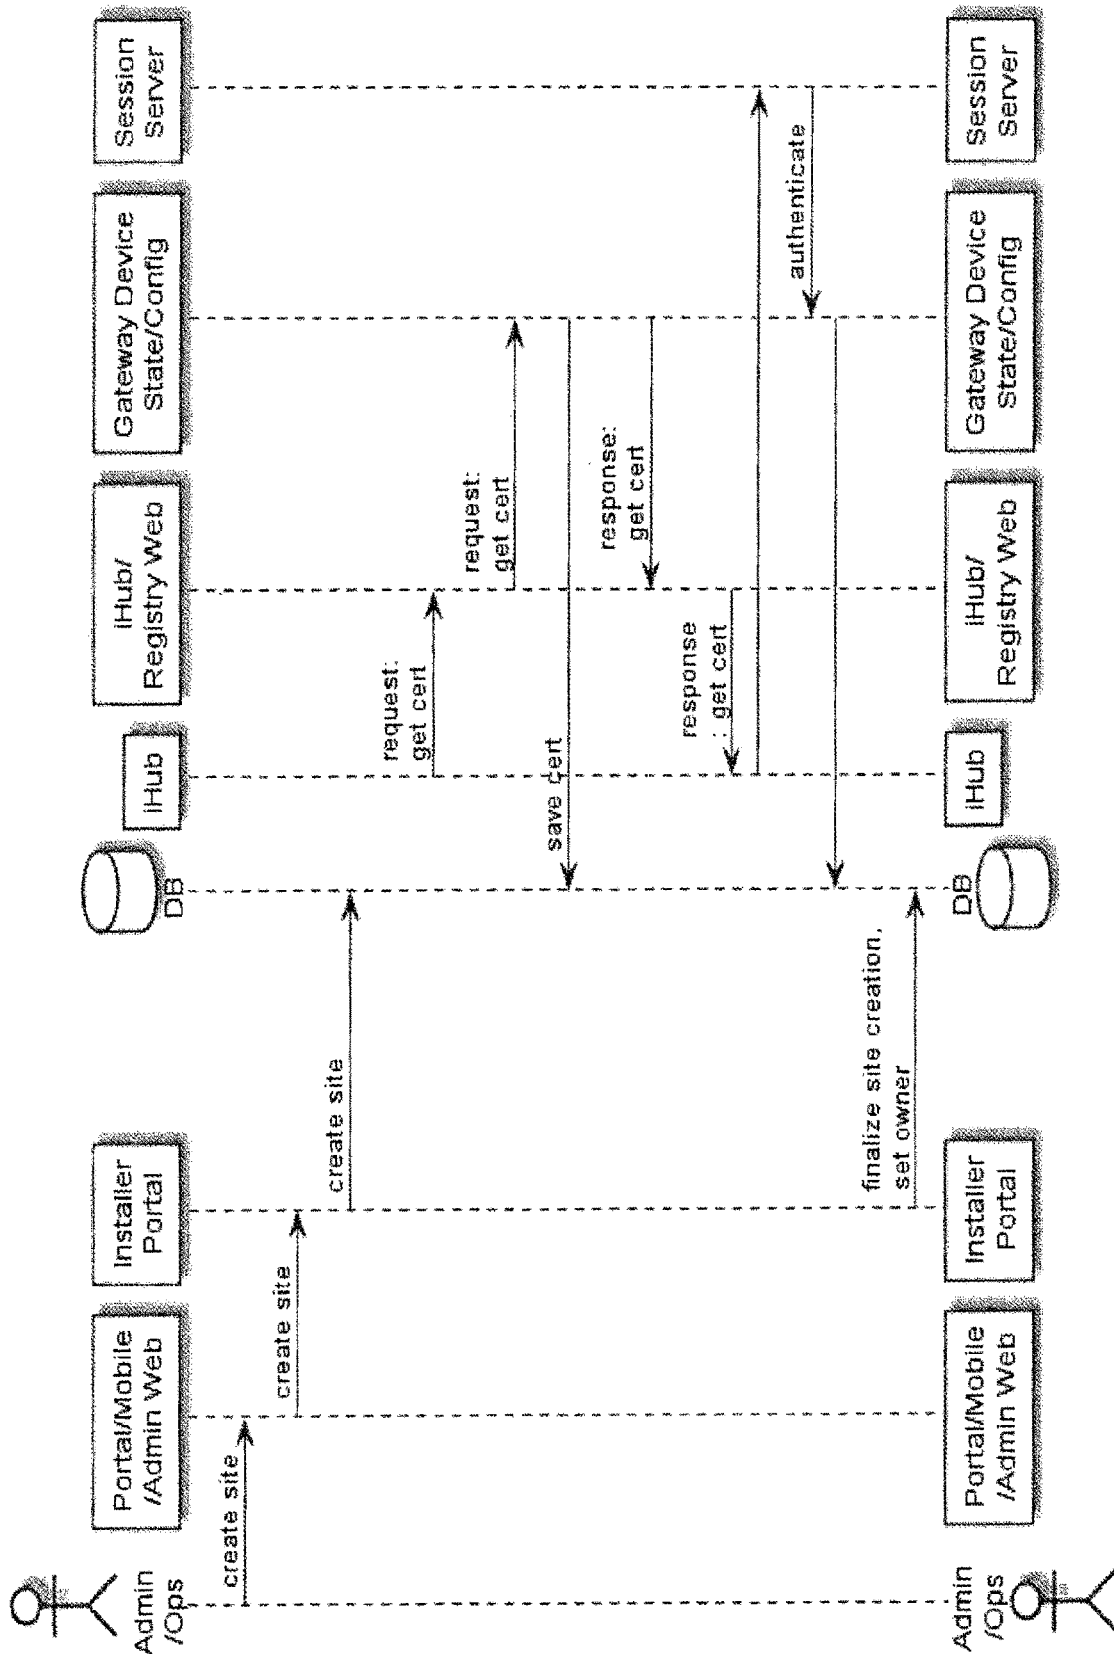 Admin
/Ops
Portal/Mobile
/Admin Web
Installer
Portal
DB
iHub
iHub/
Registry Web
Gateway Device
State/Config
Session
Server
create site
create site
create site
request:
get cert
request:
get cert
save cert
response:
get cert
response
: get cert
authenticate
finalize site creation,
set owner
Admin
/Ops
Portal/Mobile
/Admin Web
Installer
Portal
DB
iHub
iHub/
Registry Web
Gateway Device
State/Config
Session
Server